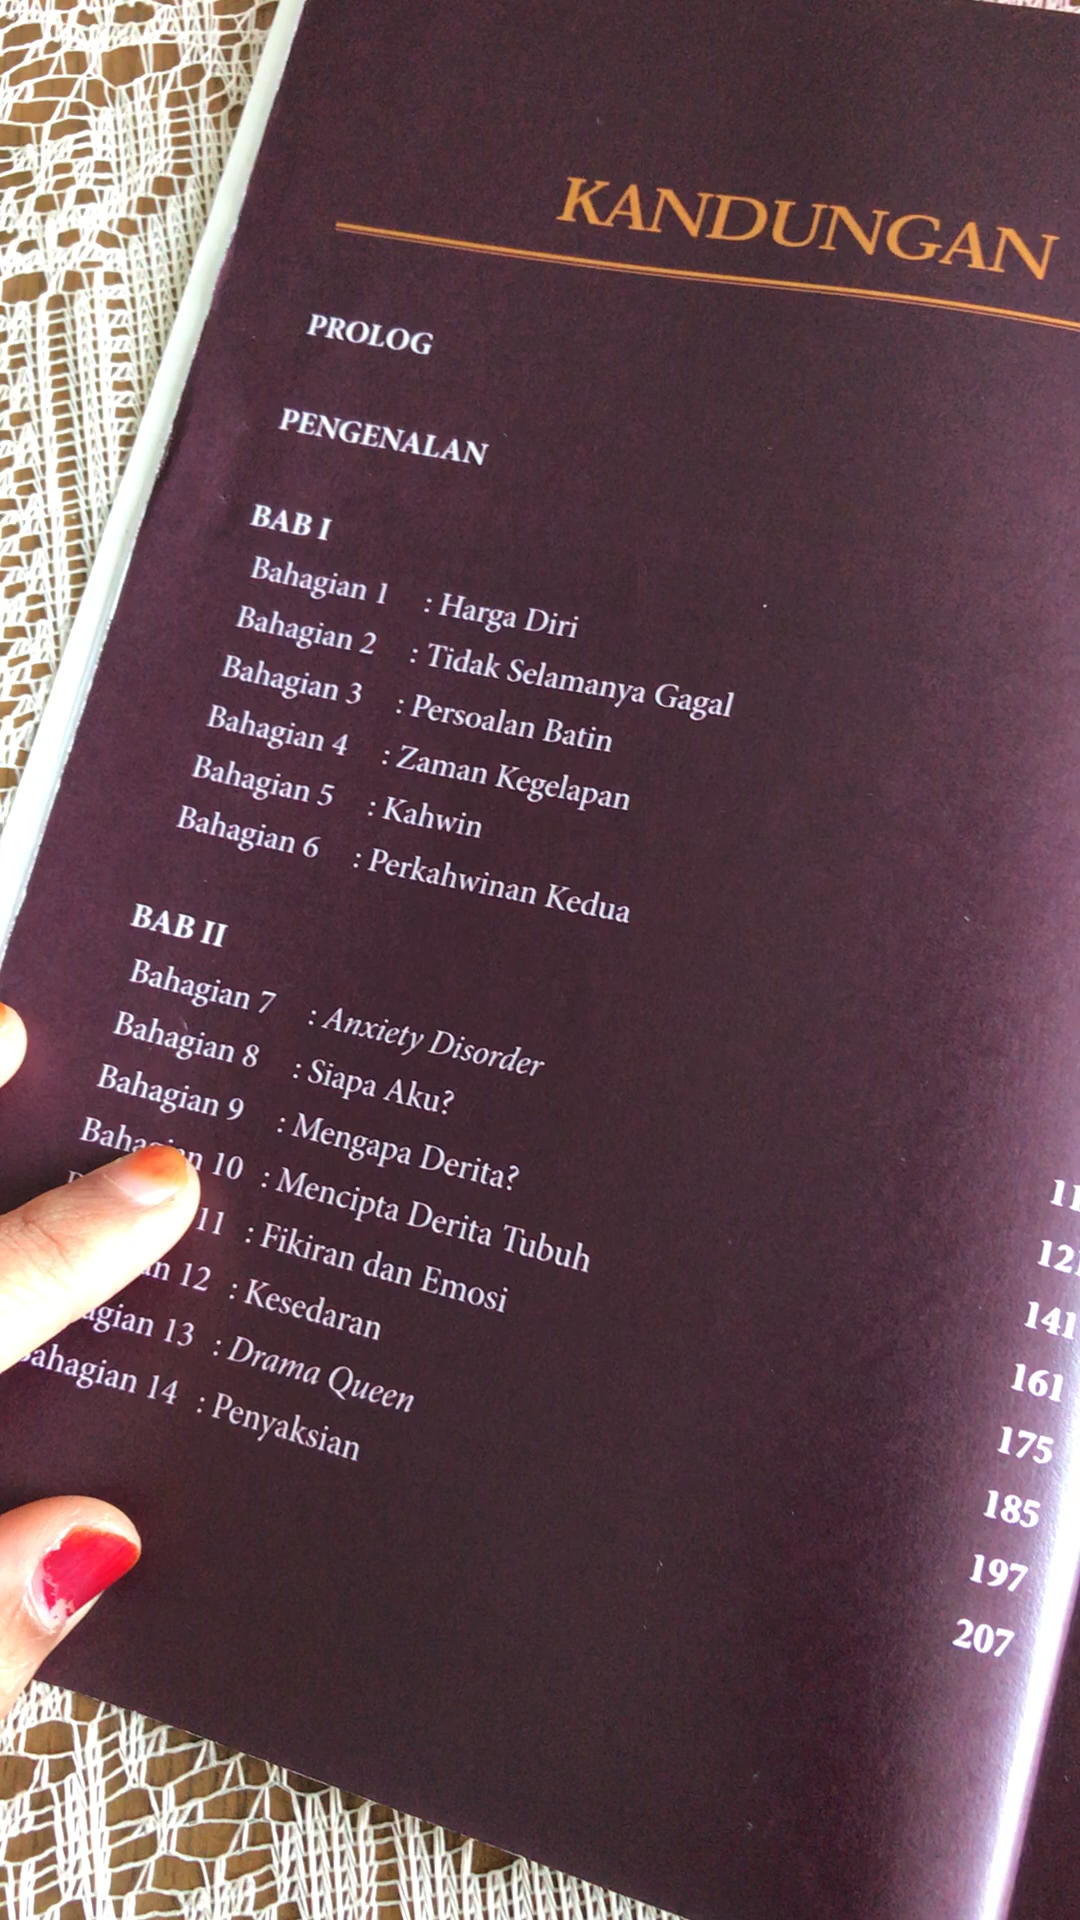 KANDUNGAN
PROLOG
PENGENALAN
BAB I
Bahagian 1 : Harga Diri
Bahagian 2 : Tidak Selamanya Gagal
Bahagian 3 : Persoalan Batin
Bahagian 4 : Zaman Kegelapan
Bahagian 5 : Kahwin
Bahagian 6 : Perkahwinan Kedua
BAB II
Bahagian 7 : Anxiety Disorder
Bahagian 8 : Siapa Aku?
Bahagian 9 : Mengapa Derita? 141
Bahagian 10 : Mencipta Derita Tubuh 161
11 : Fikiran dan Emosi 175
12 : Kesedaran 185
13 : Drama Queen 197
Bahagian 14 : Penyaksian 207